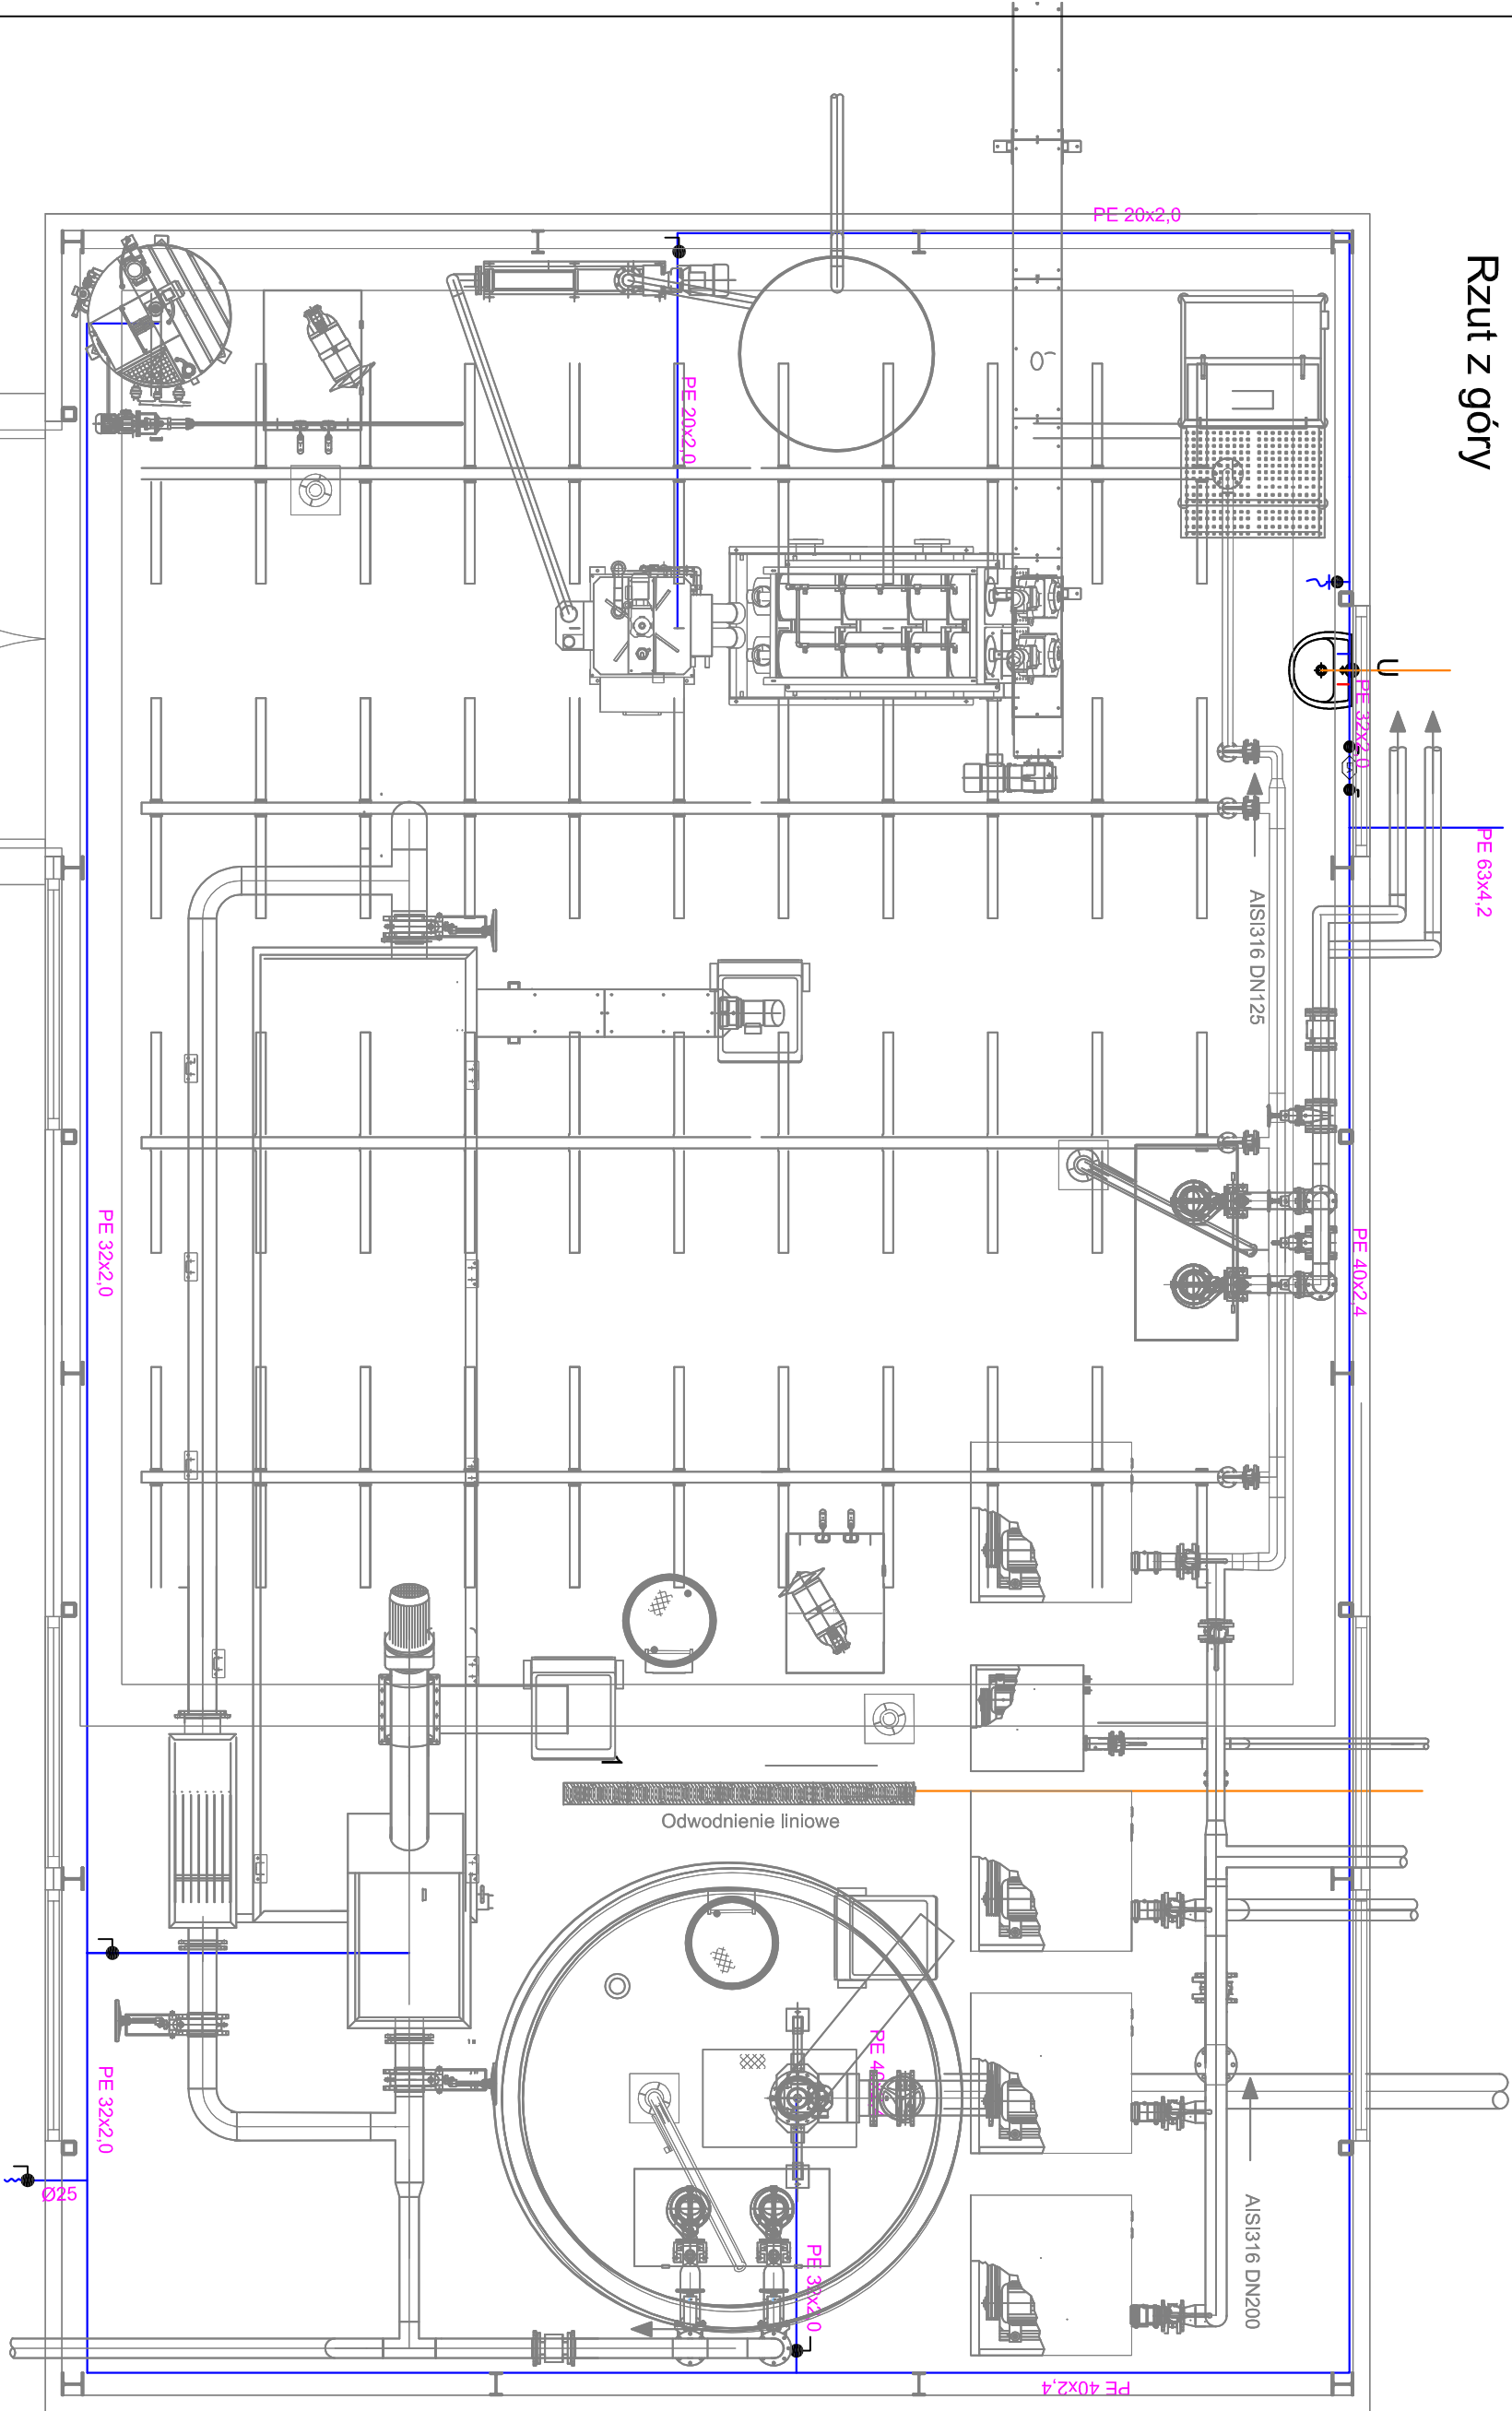 Rzut z góry
PE 20x2,0
PE 20x2,0
U
PE 32x2,0
PE 63x4,2
AISI316 DN125
PE 32x2,0
PE 40x2,4
1
Odwodnienie liniowe
PE 32x2,0
Ø25
AISI316 DN200
PE 32x2,0
PE 40x2,4